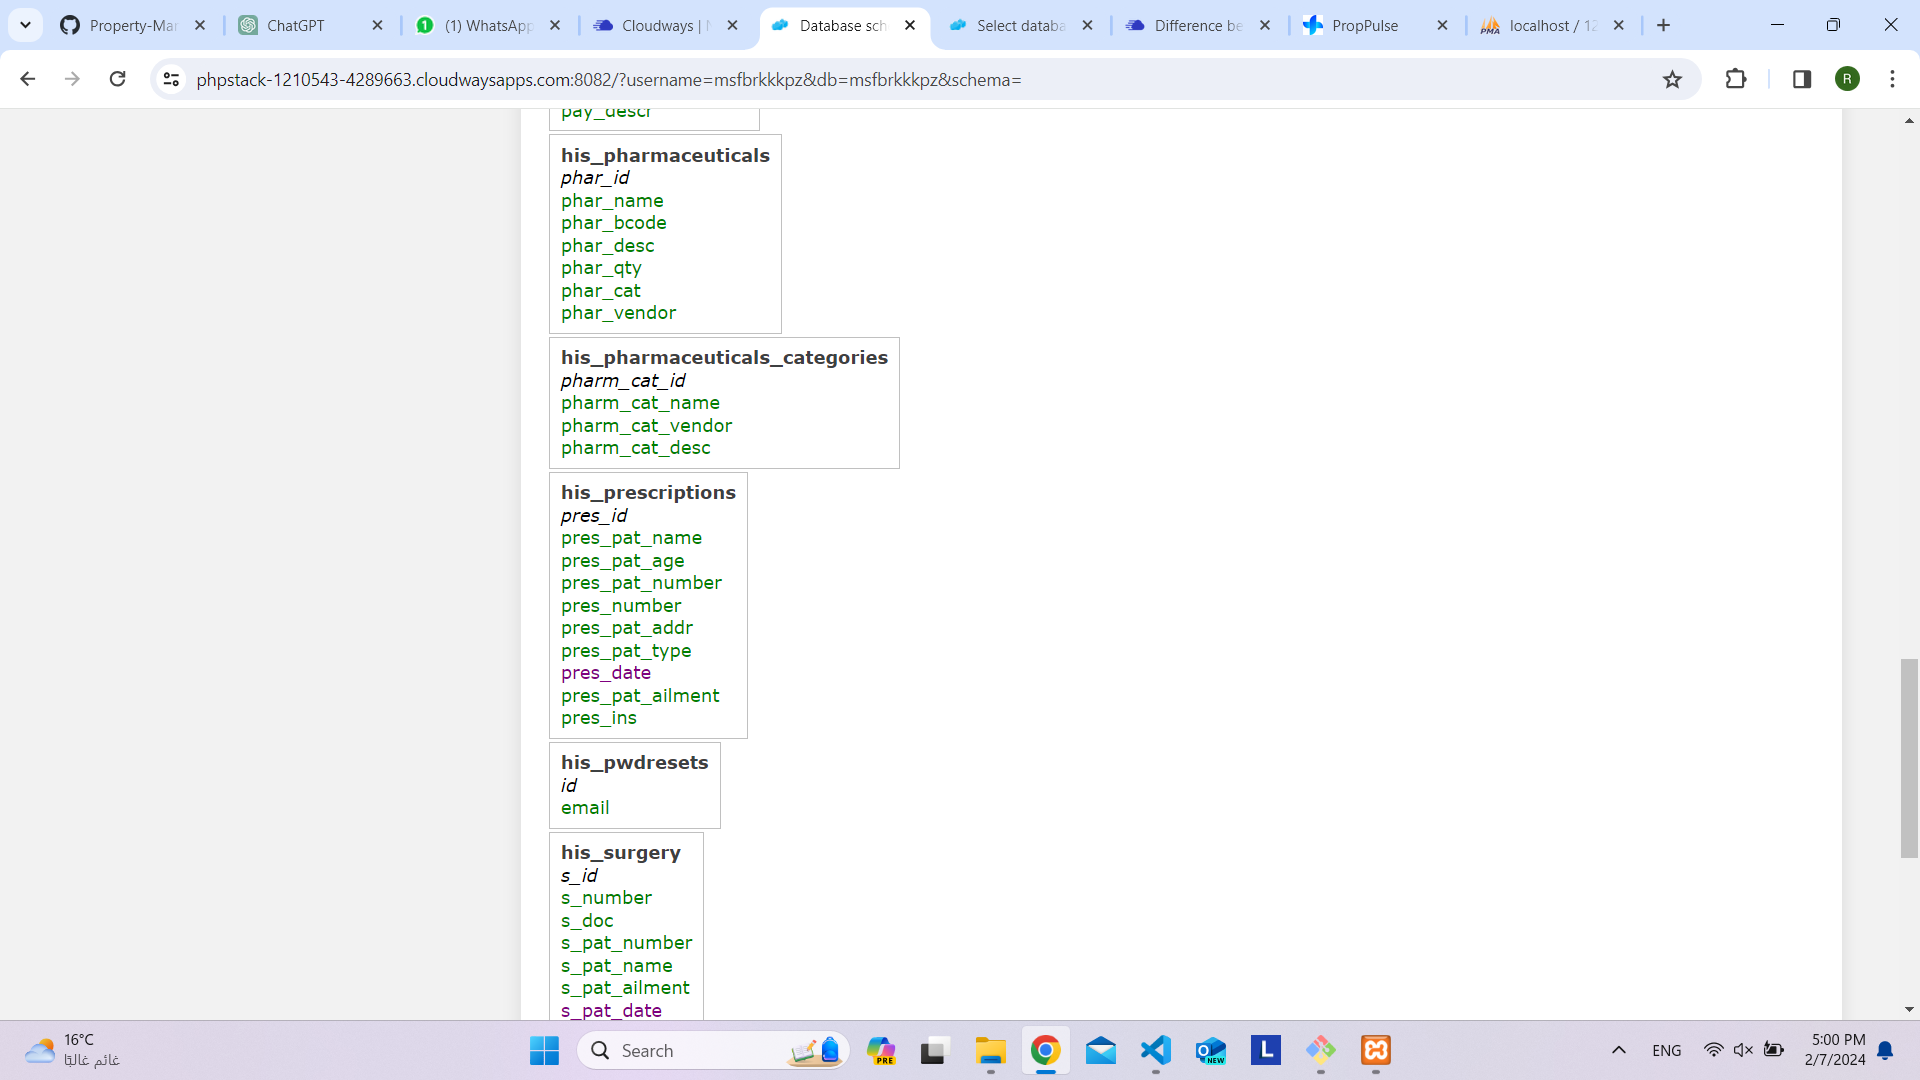 Property-Mar
ChatGPT
(1) WhatsApp
Cloudways | M
Database sch
Select databa
Difference be
PropPulse
localhost / 12
phpstack-1210543-4289663.cloudwaysapps.com:8082/?username=msfbrkkkpz&db=msfbrkkkpz&schema=
R
pay_descr
his_pharmaceuticals
phar_id
phar_name
phar_bcode
phar_desc
phar_qty
phar_cat
phar_vendor
his_pharmaceuticals_categories
pharm_cat_id
pharm_cat_name
pharm_cat_vendor
pharm_cat_desc
his_prescriptions
pres_id
pres_pat_name
pres_pat_age
pres_pat_number
pres_number
pres_pat_addr
pres_pat_type
pres_date
pres_pat_ailment
pres_ins
his_pwdresets
id
email
his_surgery
s_id
s_number
s_doc
s_pat_number
s_pat_name
s_pat_ailment
s_pat_date
16°C
غائم غالبًا
Search
PRE
NEW
L
ENG
5:00 PM
2/7/2024